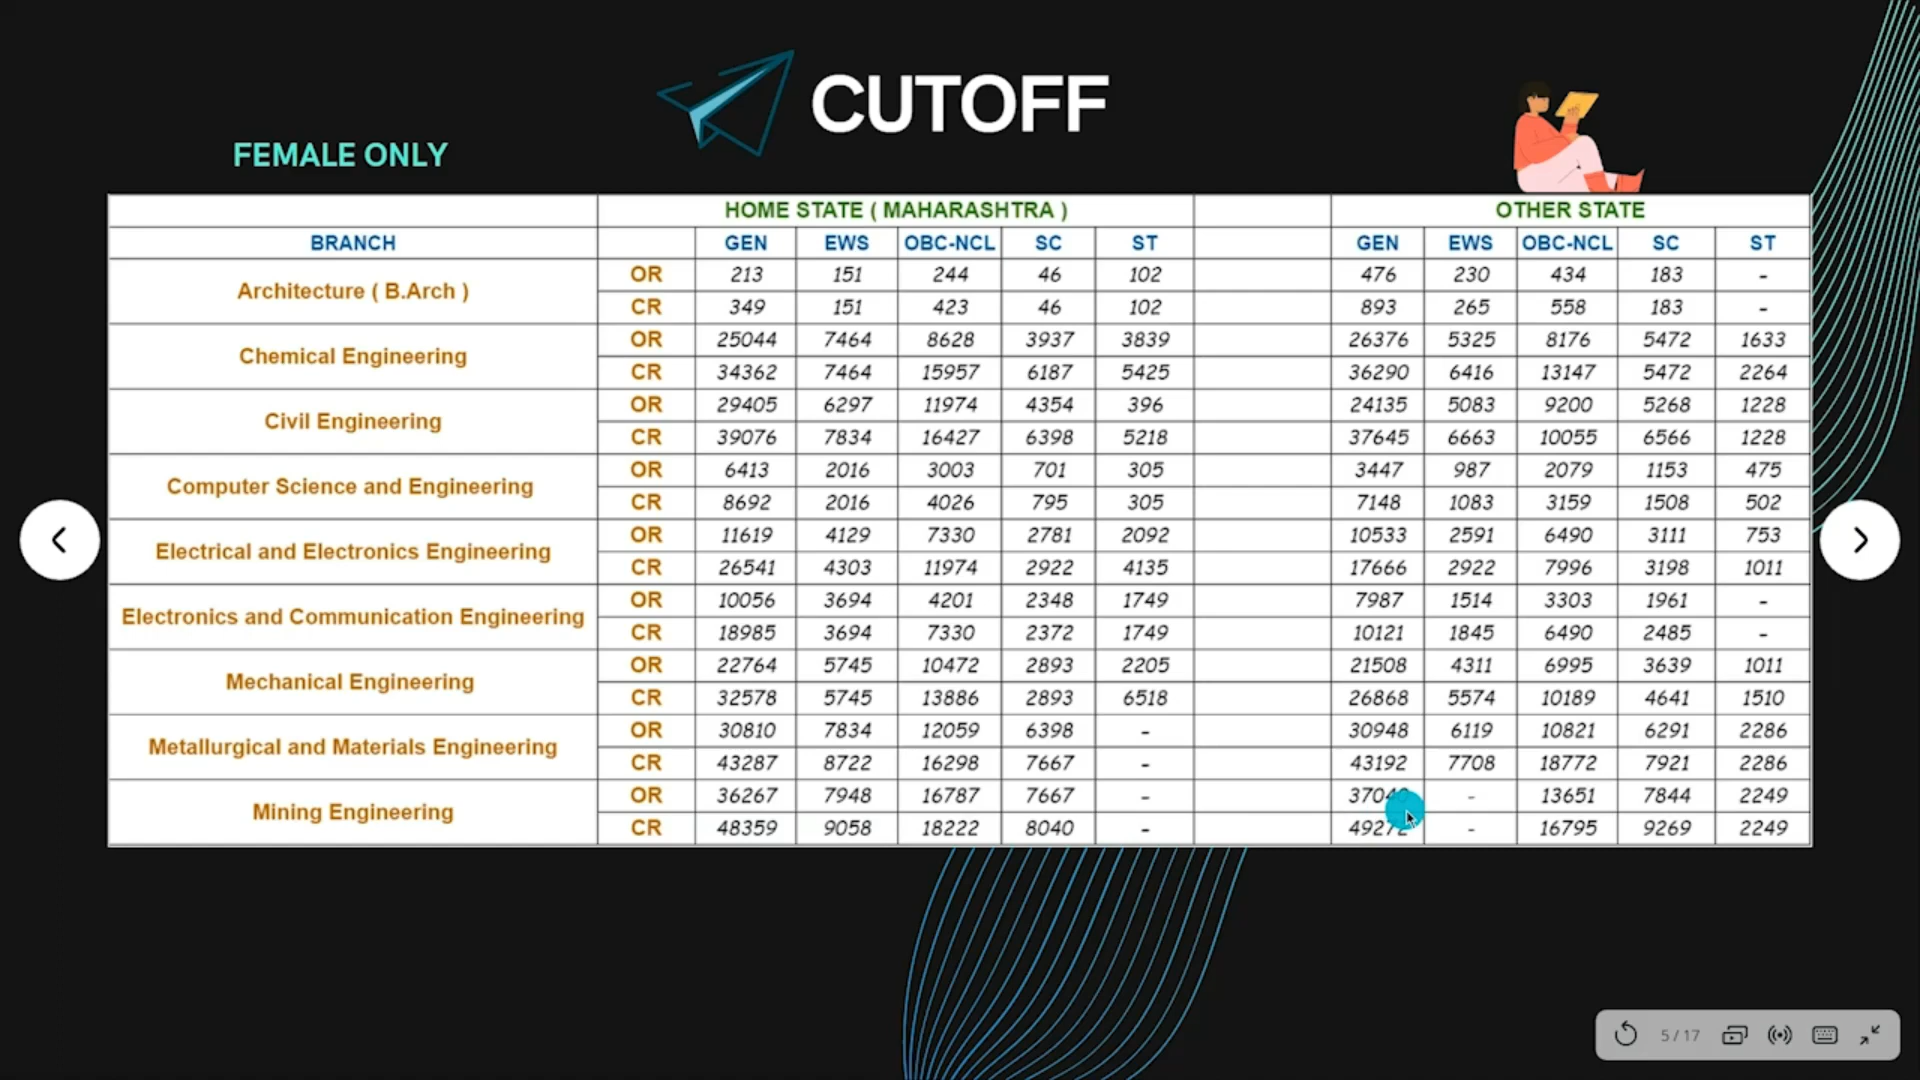 CUTOFF
FEMALE ONLY
HOME STATE ( MAHARASHTRA ) OTHER STATE
BRANCH GEN EWS OBC-NCL SC ST GEN EWS OBC-NCL SC ST
Architecture ( B.Arch )
OR 213 151 244 46 102 476 230 434 183 -
CR 349 151 423 46 102 893 265 558 183 -
Chemical Engineering
OR 25044 7464 8628 3937 3839 26376 5325 8176 5472 1633
CR 34362 7464 15957 6187 5425 36290 6416 13147 5472 2264
Civil Engineering
OR 29405 6297 11974 4354 396 24135 5083 9200 5268 1228
CR 39076 7834 16427 6398 5218 37645 6663 10055 6566 1228
Computer Science and Engineering
OR 6413 2016 3003 701 305 3447 987 2079 1153 475
CR 8692 2016 4026 795 305 7148 1083 3159 1508 502
Electrical and Electronics Engineering
OR 11619 4129 7330 2781 2092 10533 2591 6490 3111 753
CR 26541 4303 11974 2922 4135 17666 2922 7996 3198 1011
Electronics and Communication Engineering
OR 10056 3694 4201 2348 1749 7987 1514 3303 1961 -
CR 18985 3694 7330 2372 1749 10121 1845 6490 2485 -
Mechanical Engineering
OR 22764 5745 10472 2893 2205 21508 4311 6995 3639 1011
CR 32578 5745 13886 2893 6518 26868 5574 10189 4641 1510
Metallurgical and Materials Engineering
OR 30810 7834 12059 6398 - 30948 6119 10821 6291 2286
CR 43287 8722 16298 7667 - 43192 7708 18772 7921 2286
Mining Engineering
OR 36267 7948 16787 7667 - - 13651 7844 2249
CR 48359 9058 18222 8040 - - 16795 9269 2249
5 / 17